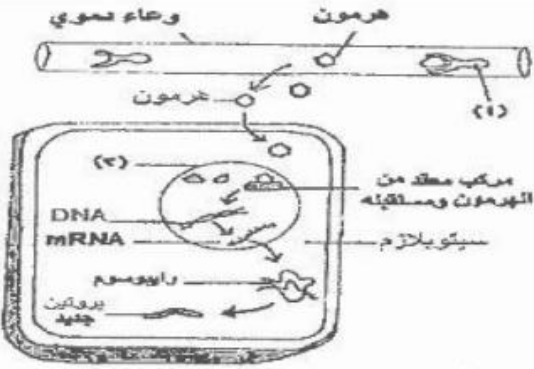 وعاء دموي
هرمون
(١)
هرمون
(٢)
مركب معقد من
الهرمون ومستقبله
DNA
mRNA
سيتوبلازم
رايبوسوم
بروتين
جديد